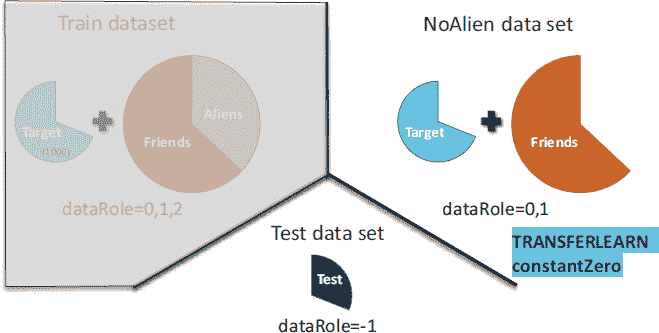 Train dataset
Target
Friends
Aliens
dataRole=0,1,2
NoAlien data set
Target
Friends
dataRole=0,1
TRANSFERLEARN
constantZero
Test data set
Test
dataRole=-1